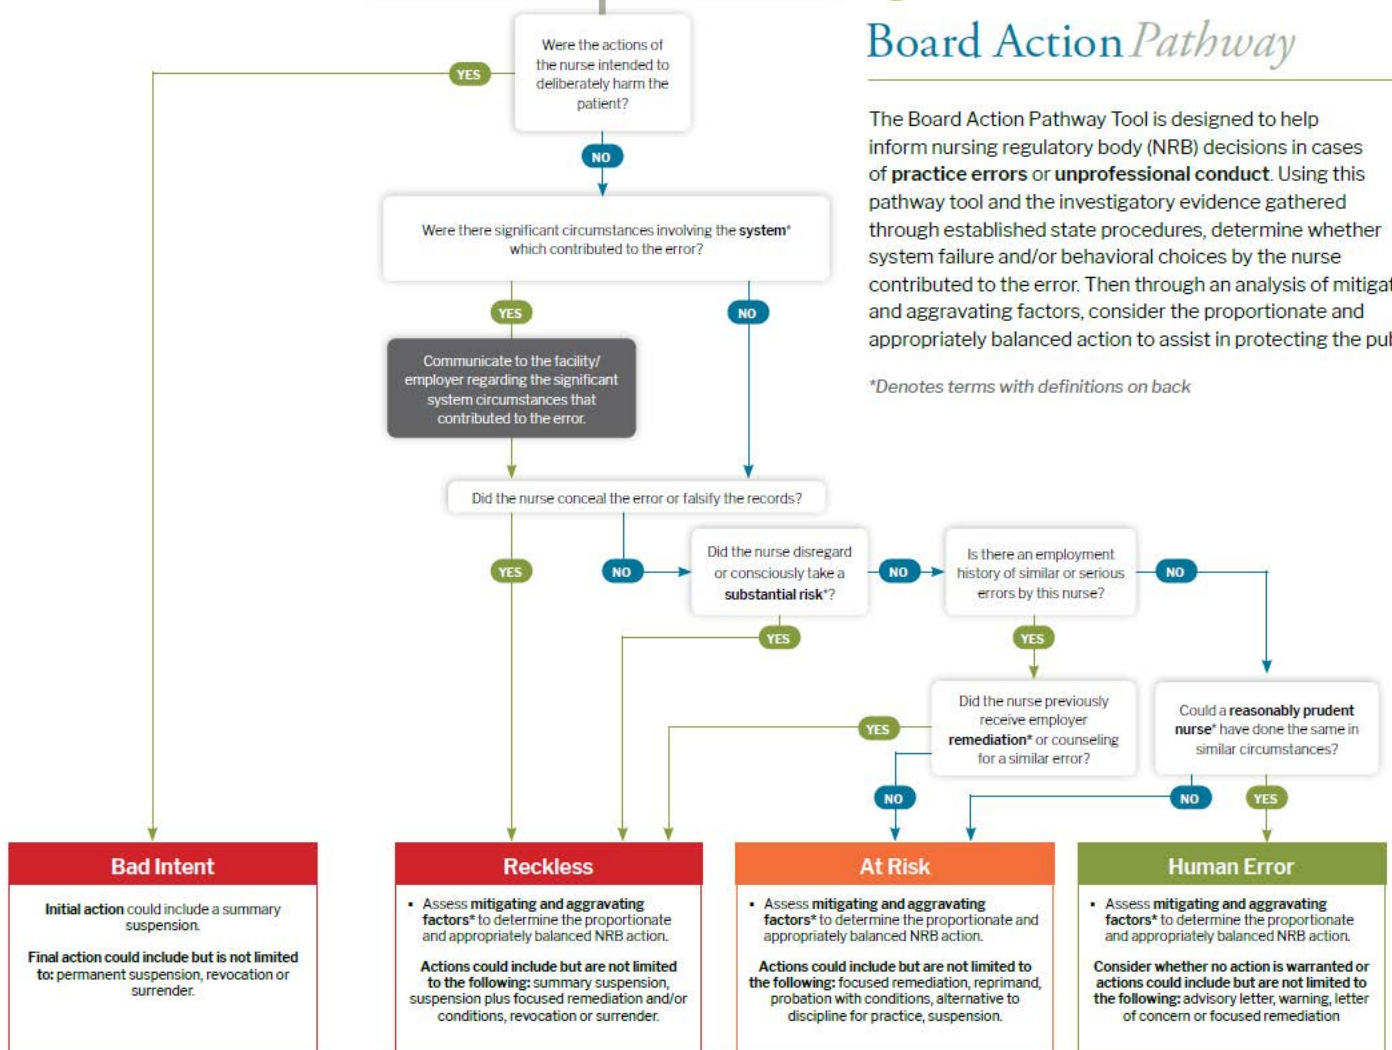 Board Action Pathway
The Board Action Pathway Tool is designed to help
inform nursing regulatory body (NRB) decisions in cases
of practice errors or unprofessional conduct. Using this
pathway tool and the investigatory evidence gathered
through established state procedures, determine whether
system failure and/or behavioral choices by the nurse
contributed to the error. Then through an analysis of mitigat
and aggravating factors, consider the proportionate and
appropriately balanced action to assist in protecting the pub
*Denotes terms with definitions on back
Were the actions of
the nurse intended to
deliberately harm the
patient?
YES
NO
Were there significant circumstances involving the system*
which contributed to the error?
YES
NO
Communicate to the facility/
employer regarding the significant
system circumstances that
contributed to the error.
Did the nurse conceal the error or falsify the records?
YES
NO
Did the nurse disregard
or consciously take a
substantial risk*?
NO
YES
Is there an employment
history of similar or serious
errors by this nurse?
NO
YES
Did the nurse previously
receive employer
remediation* or counseling
for a similar error?
YES
NO
Could a reasonably prudent
nurse* have done the same in
similar circumstances?
NO
YES
Bad Intent
Initial action could include a summary
suspension.
Final action could include but is not limited
to: permanent suspension, revocation or
surrender.
Reckless
▪ Assess mitigating and aggravating
factors* to determine the proportionate
and appropriately balanced NRB action.
Actions could include but are not limited
to the following: summary suspension,
suspension plus focused remediation and/or
conditions, revocation or surrender.
At Risk
▪ Assess mitigating and aggravating
factors* to determine the proportionate and
appropriately balanced NRB action.
Actions could include but are not limited to
the following: focused remediation, reprimand,
probation with conditions, alternative to
discipline for practice, suspension.
Human Error
▪ Assess mitigating and aggravating
factors* to determine the proportionate
and appropriately balanced NRB action.
Consider whether no action is warranted or
actions could include but are not limited to
the following: advisory letter, warning, letter
of concern or focused remediation